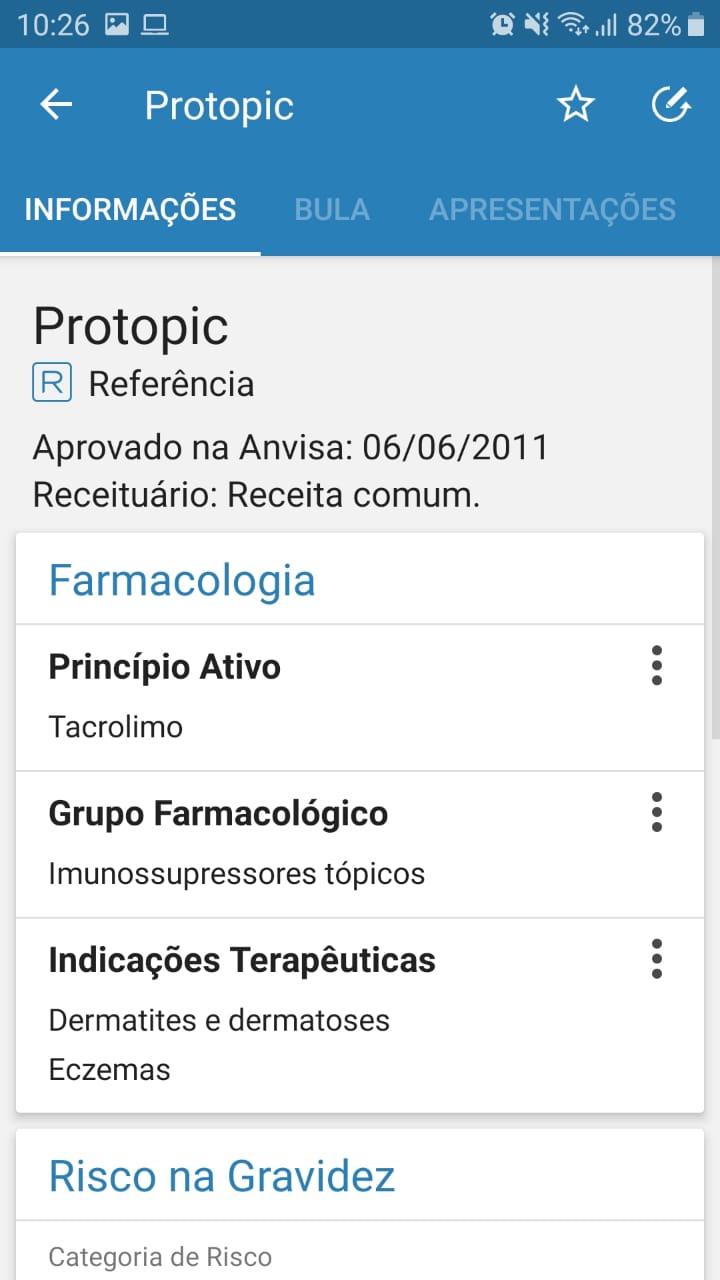 10:26 82%
Protopic
INFORMAÇÕES BULA APRESENTAÇÕES
Protopic
R Referência
Aprovado na Anvisa: 06/06/2011
Receituário: Receita comum.
Farmacologia
Princípio Ativo
Tacrolimo
Grupo Farmacológico
Imunossupressores tópicos
Indicações Terapêuticas
Dermatites e dermatoses
Eczemas
Risco na Gravidez
Categoria de Risco